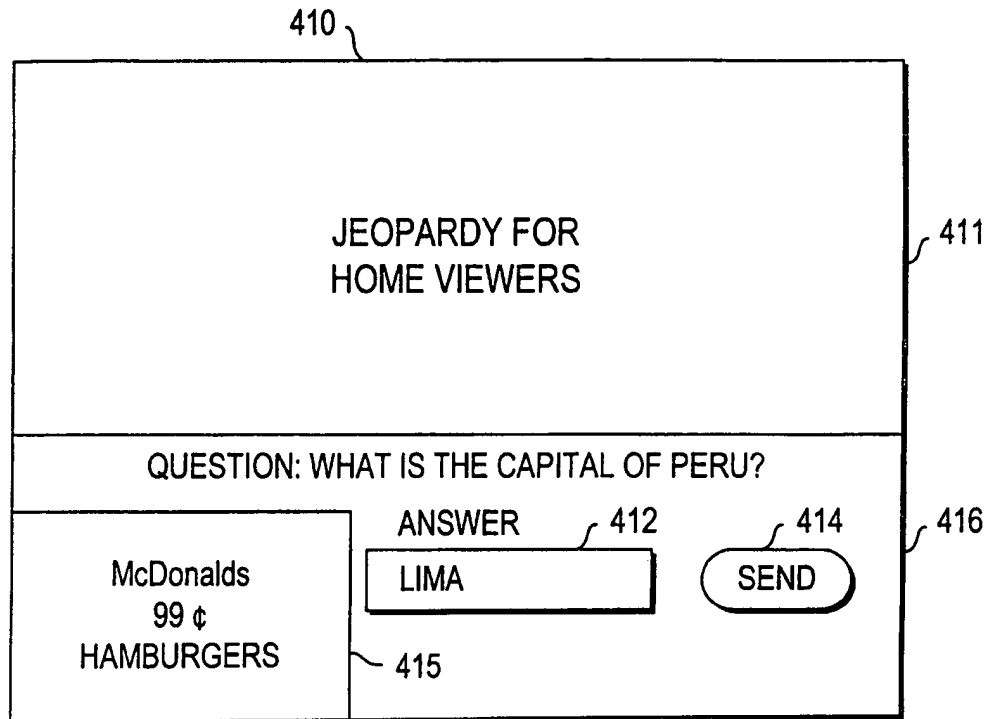 410
JEOPARDY FOR
HOME VIEWERS
411
QUESTION: WHAT IS THE CAPITAL OF PERU?
ANSWER
412
414
416
LIMA
SEND
McDonalds
99 ¢
HAMBURGERS
415